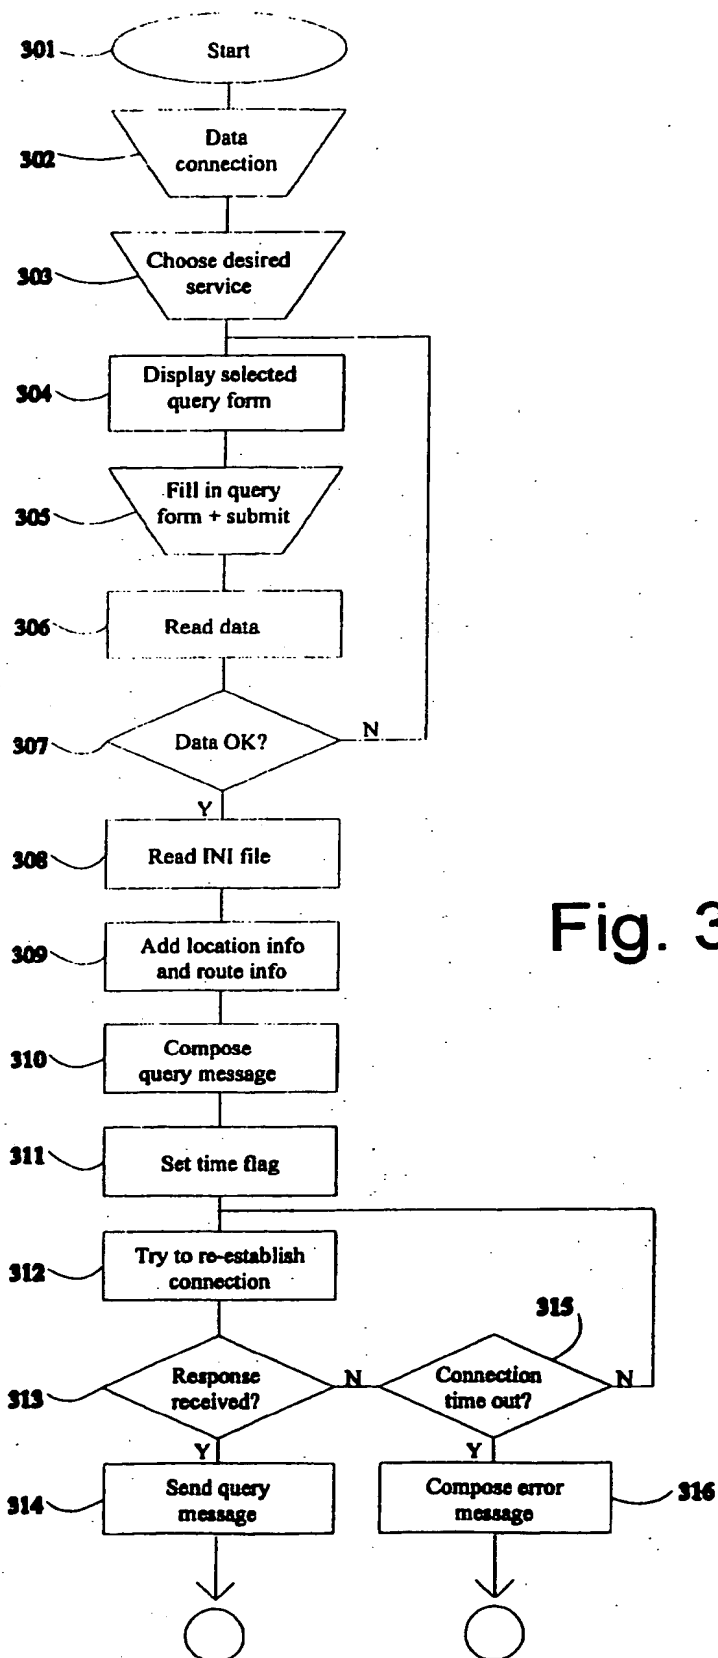 301
Start
302
Data
connection
303
Choose desired
service
304
Display selected
query form
305
Fill in query
form + submit
306
Read data
307
Data OK?
N
Y
308
Read INI file
309
Add location info
and route info
Fig. 3
310
Compose
query message
311
Set time flag
312
Try to re-establish
connection
315
313
Response
received?
N
Connection
time out?
N
Y
Y
314
Send query
message
Compose error
message
316